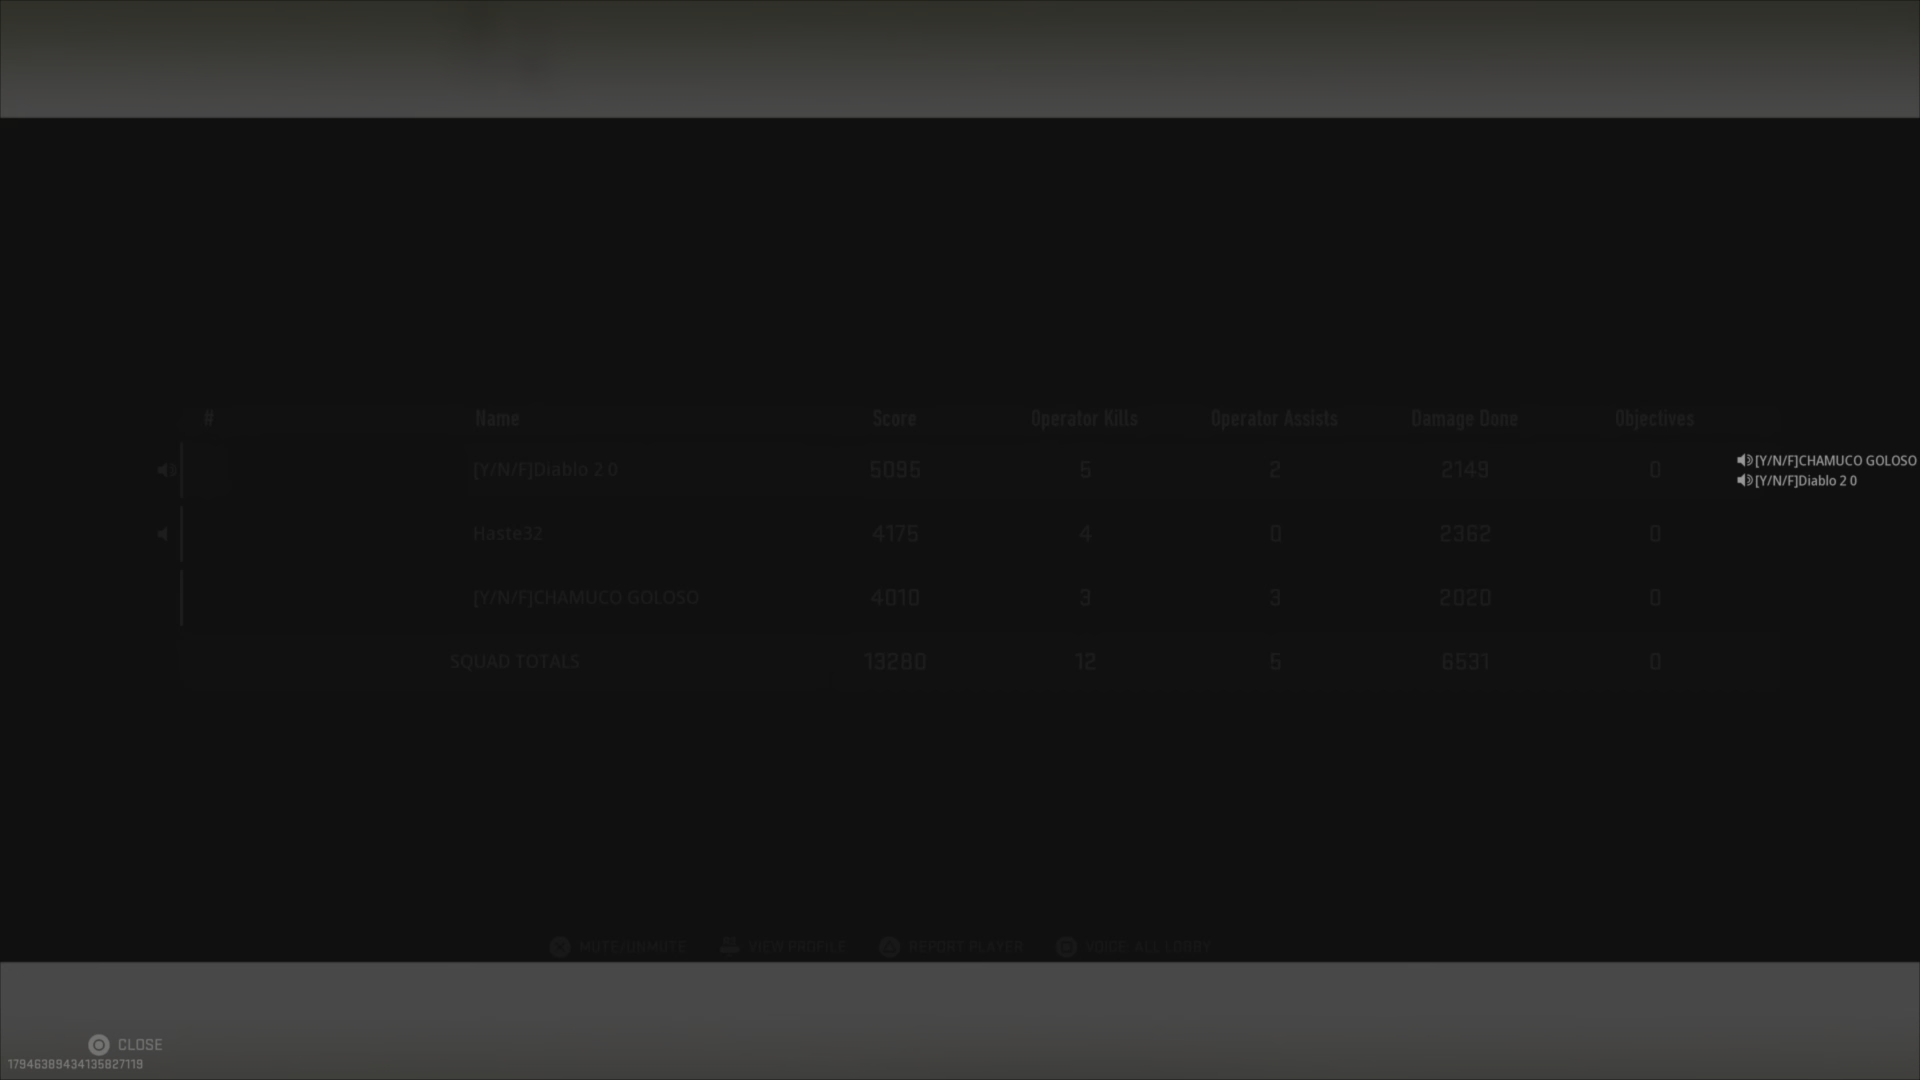 # Name Score Operator Kills Operator Assists Damage Done Objectives
[Y/N/F]Diablo 2.0 5095 5 2 2149 0
[Y/N/F]CHAMUCO GOLOSO
[Y/N/F]Diablo 2 0
Haste32 4175 4 0 2362 0
[Y/N/F]CHAMUCO GOLOSO 4010 3 3 2020 0
SQUAD TOTALS 13280 12 5 6531 0
MUTE/UNMUTE VIEW PROFILE REPORT PLAYER VOICE: ALL LOBBY
CLOSE
17946389434135827119